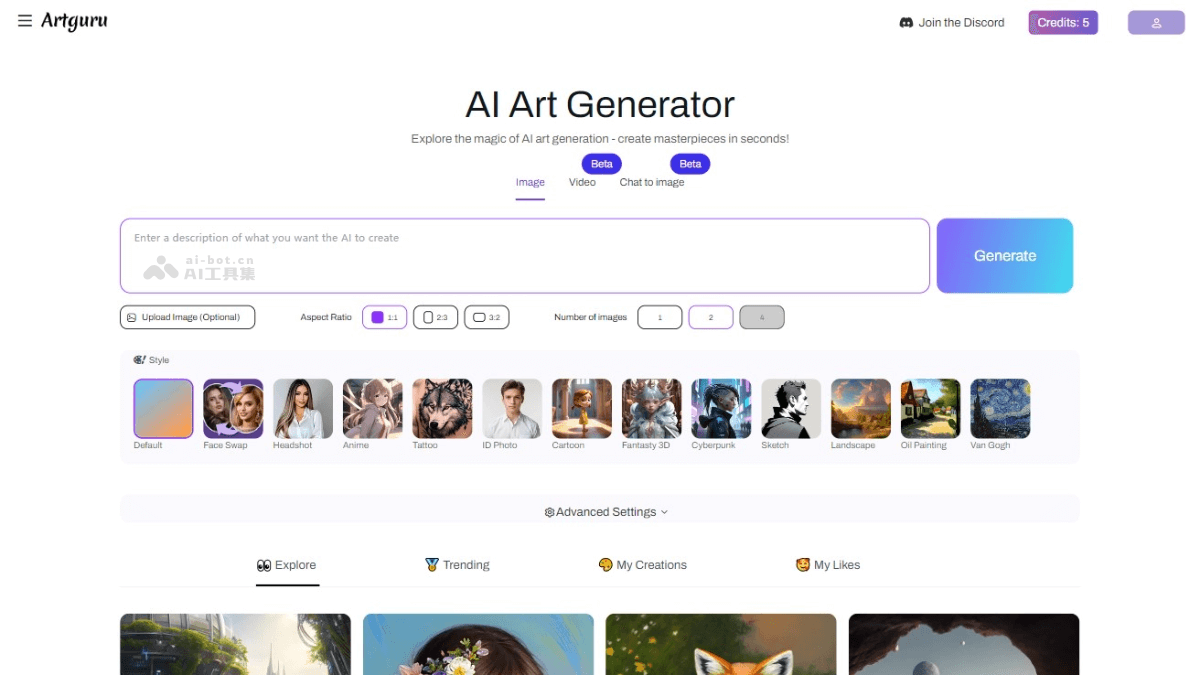 Artguru
Join the Discord
Credits: 5
AI Art Generator
Explore the magic of AI art generation - create masterpieces in seconds!
Beta
Beta
Image
Video
Chat to image
Enter a description of what you want the AI to create
ai-bot.cn
AI工具集
Generate
Upload Image (Optional)
Aspect Ratio
1:1
2:3
3:2
Number of images
1
2
4
Style
Default
Face Swap
Headshot
Anime
Tattoo
ID Photo
Cartoon
Fantasty 3D
Cyberpunk
Sketch
Landscape
Oil Painting
Van Gogh
Advanced Settings
Explore
Trending
My Creations
My Likes